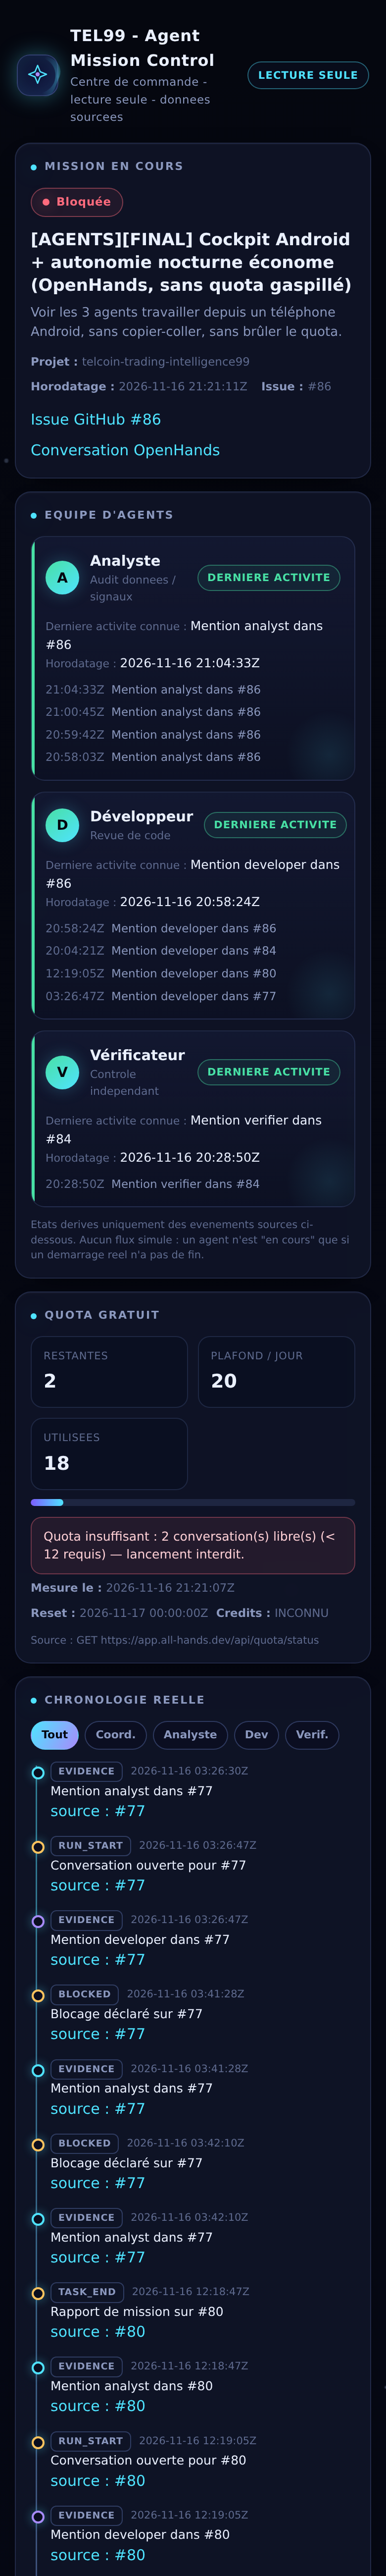 TEL99 - Agent
Mission Control
Centre de commande -
lecture seule - donnees
sourcees
LECTURE SEULE
MISSION EN COURS
Bloquée
[AGENTS][FINAL] Cockpit Android
+ autonomie nocturne économe
(OpenHands, sans quota gaspillé)
Voir les 3 agents travailler depuis un téléphone
Android, sans copier-coller, sans brûler le quota.
Projet : telcoin-trading-intelligence99
Horodatage : 2026-11-16 21:21:11Z Issue : #86
Issue GitHub #86
Conversation OpenHands
EQUIPE D'AGENTS
A
Analyste
Audit donnees /
signaux
DERNIERE ACTIVITE
Derniere activite connue : Mention analyst dans
#86
Horodatage : 2026-11-16 21:04:33Z
21:04:33Z Mention analyst dans #86
21:00:45Z Mention analyst dans #86
20:59:42Z Mention analyst dans #86
20:58:03Z Mention analyst dans #86
D
Développeur
Revue de code
DERNIERE ACTIVITE
Derniere activite connue : Mention developer dans
#86
Horodatage : 2026-11-16 20:58:24Z
20:58:24Z Mention developer dans #86
20:04:21Z Mention developer dans #84
12:19:05Z Mention developer dans #80
03:26:47Z Mention developer dans #77
V
Vérificateur
Controle
independant
DERNIERE ACTIVITE
Derniere activite connue : Mention verifier dans
#84
Horodatage : 2026-11-16 20:28:50Z
20:28:50Z Mention verifier dans #84
Etats derives uniquement des evenements sources ci-
dessous. Aucun flux simule : un agent n'est "en cours" que si
un demarrage reel n'a pas de fin.
QUOTA GRATUIT
RESTANTES
2
PLAFOND / JOUR
20
UTILISEES
18
Quota insuffisant : 2 conversation(s) libre(s) (<
12 requis) — lancement interdit.
Mesure le : 2026-11-16 21:21:07Z
Reset : 2026-11-17 00:00:00Z Credits : INCONNU
Source : GET https://app.all-hands.dev/api/quota/status
CHRONOLOGIE REELLE
Tout Coord. Analyste Dev Verif.
EVIDENCE 2026-11-16 03:26:30Z
Mention analyst dans #77
source : #77
RUN_START 2026-11-16 03:26:47Z
Conversation ouverte pour #77
source : #77
EVIDENCE 2026-11-16 03:26:47Z
Mention developer dans #77
source : #77
BLOCKED 2026-11-16 03:41:28Z
Blocage déclaré sur #77
source : #77
EVIDENCE 2026-11-16 03:41:28Z
Mention analyst dans #77
source : #77
BLOCKED 2026-11-16 03:42:10Z
Blocage déclaré sur #77
source : #77
EVIDENCE 2026-11-16 03:42:10Z
Mention analyst dans #77
source : #77
TASK_END 2026-11-16 12:18:47Z
Rapport de mission sur #80
source : #80
EVIDENCE 2026-11-16 12:18:47Z
Mention analyst dans #80
source : #80
RUN_START 2026-11-16 12:19:05Z
Conversation ouverte pour #80
source : #80
EVIDENCE 2026-11-16 12:19:05Z
Mention developer dans #80
source : #80